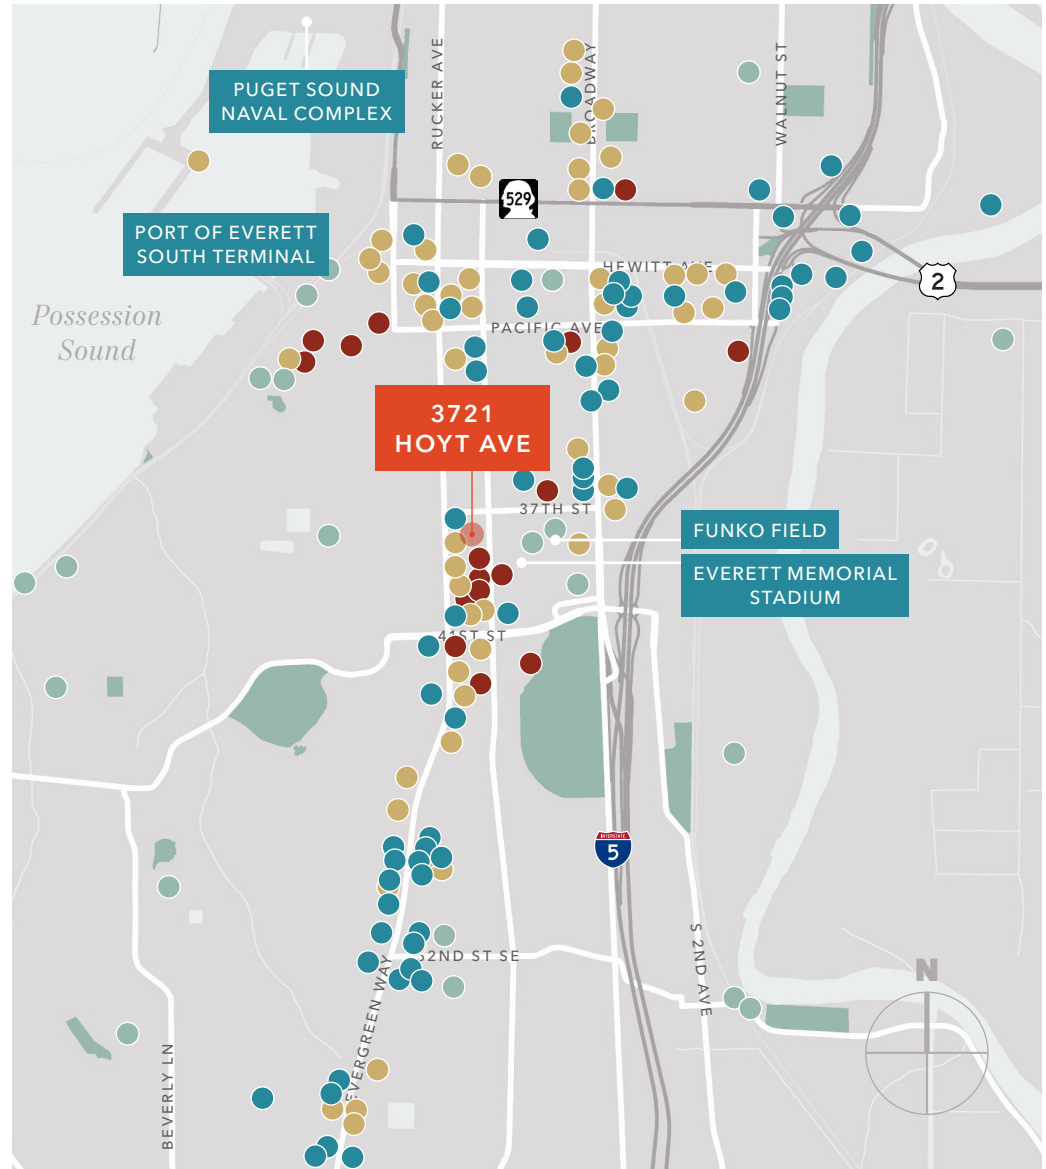 PUGET SOUND
NAVAL COMPLEX
RUCKER AVE
BROADWAY
WALNUT ST
529
PORT OF EVERETT
SOUTH TERMINAL
HEWITT AVE
2
Possession
Sound
PACIFIC AVE
3721
HOYT AVE
37TH ST
FUNKO FIELD
EVERETT MEMORIAL
STADIUM
41ST ST
INTERSTATE
5
52ND ST SE
S 2ND AVE
N
EVERGREEN WAY
BEVERLY LN